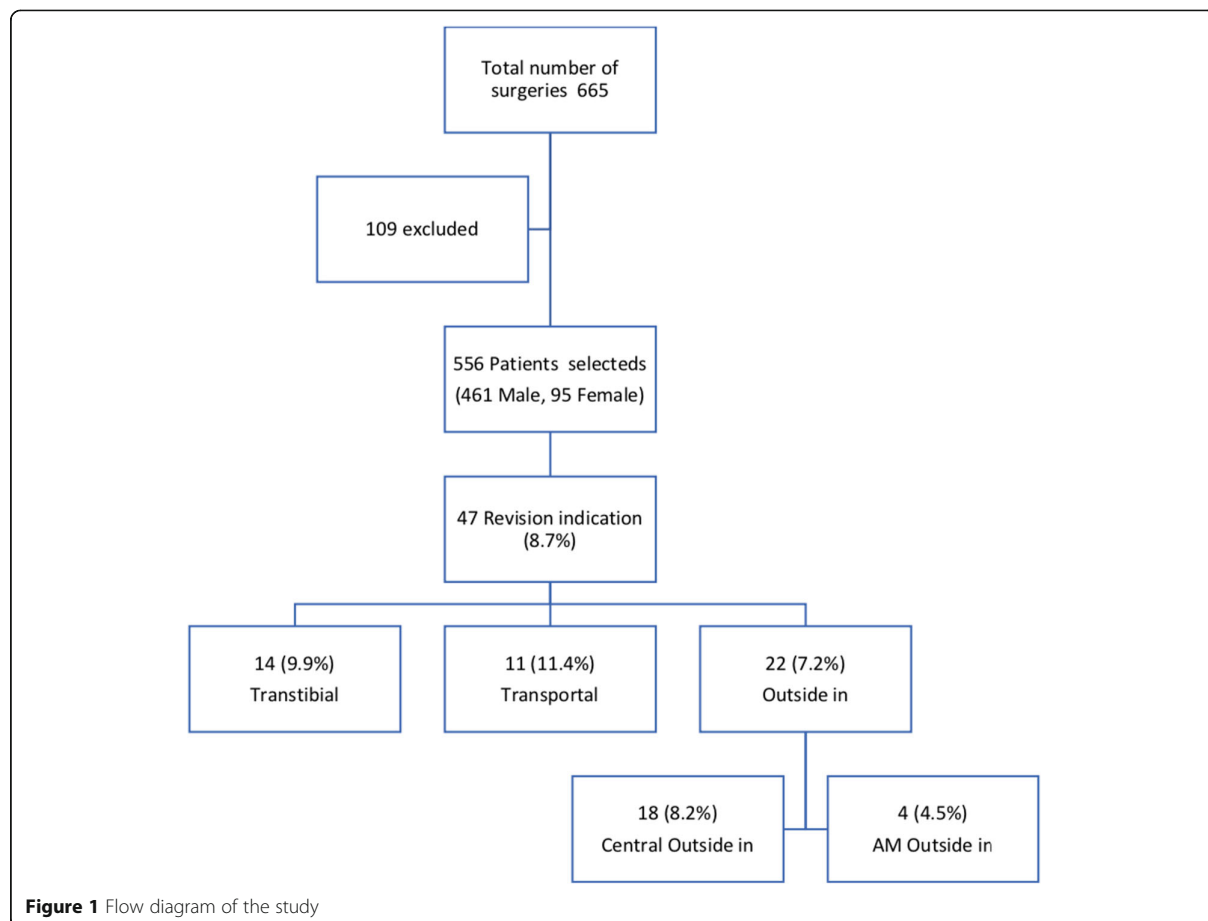 Total number of
surgeries 665
109 excluded
556 Patients selecteds
(461 Male, 95 Female)
47 Revision indication
(8.7%)
14 (9.9%)
Transtibial
11 (11.4%)
Transportal
22 (7.2%)
Outside in
18 (8.2%)
Central Outside in
4 (4.5%)
AM Outside in
Figure 1 Flow diagram of the study